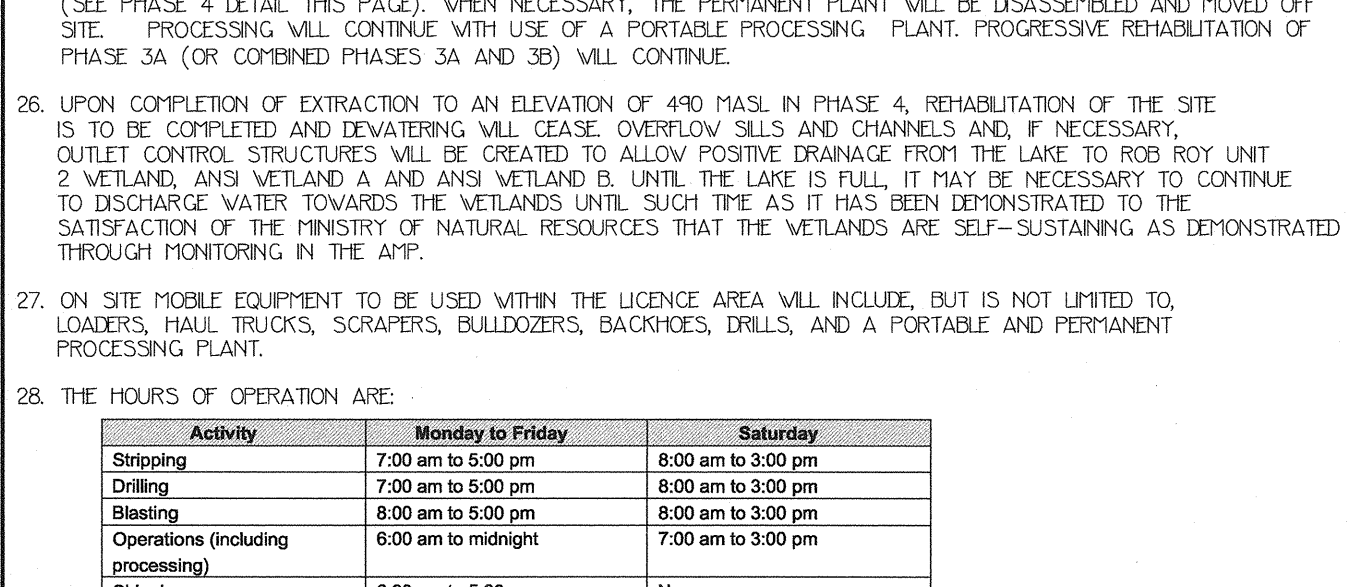 (SEE PHASE 4 DETAIL THIS PAGE). WHEN NECESSARY, THE PERMANENT PLANT WILL BE DISASSEMBLED AND MOVED OFF
SITE. PROCESSING WILL CONTINUE WITH USE OF A PORTABLE PROCESSING PLANT. PROGRESSIVE REHABILITATION OF
PHASE 3A (OR COMBINED PHASES 3A AND 3B) WILL CONTINUE.
26. UPON COMPLETION OF EXTRACTION TO AN ELEVATION OF 490 MASL IN PHASE 4, REHABILITATION OF THE SITE
IS TO BE COMPLETED AND DEWATERING WILL CEASE. OVERFLOW SILLS AND CHANNELS AND, IF NECESSARY,
OUTLET CONTROL STRUCTURES WILL BE CREATED TO ALLOW POSITIVE DRAINAGE FROM THE LAKE TO ROB ROY UNIT
2 WETLAND, ANSI WETLAND A AND ANSI WETLAND B. UNTIL THE LAKE IS FULL, IT MAY BE NECESSARY TO CONTINUE
TO DISCHARGE WATER TOWARDS THE WETLANDS UNTIL SUCH TIME AS IT HAS BEEN DEMONSTRATED TO THE
SATISFACTION OF THE MINISTRY OF NATURAL RESOURCES THAT THE WETLANDS ARE SELF-SUSTAINING AS DEMONSTRATED
THROUGH MONITORING IN THE AMP.
27. ON SITE MOBILE EQUIPMENT TO BE USED WITHIN THE LICENCE AREA WILL INCLUDE, BUT IS NOT LIMITED TO,
LOADERS, HAUL TRUCKS, SCRAPERS, BULLDOZERS, BACKHOES, DRILLS, AND A PORTABLE AND PERMANENT
PROCESSING PLANT.
28. THE HOURS OF OPERATION ARE:
Activity Monday to Friday Saturday
Stripping 7:00 am to 5:00 pm 8:00 am to 3:00 pm
Drilling 7:00 am to 5:00 pm 8:00 am to 3:00 pm
Blasting 8:00 am to 5:00 pm 8:00 am to 3:00 pm
Operations (including 6:00 am to midnight 7:00 am to 3:00 pm
processing)